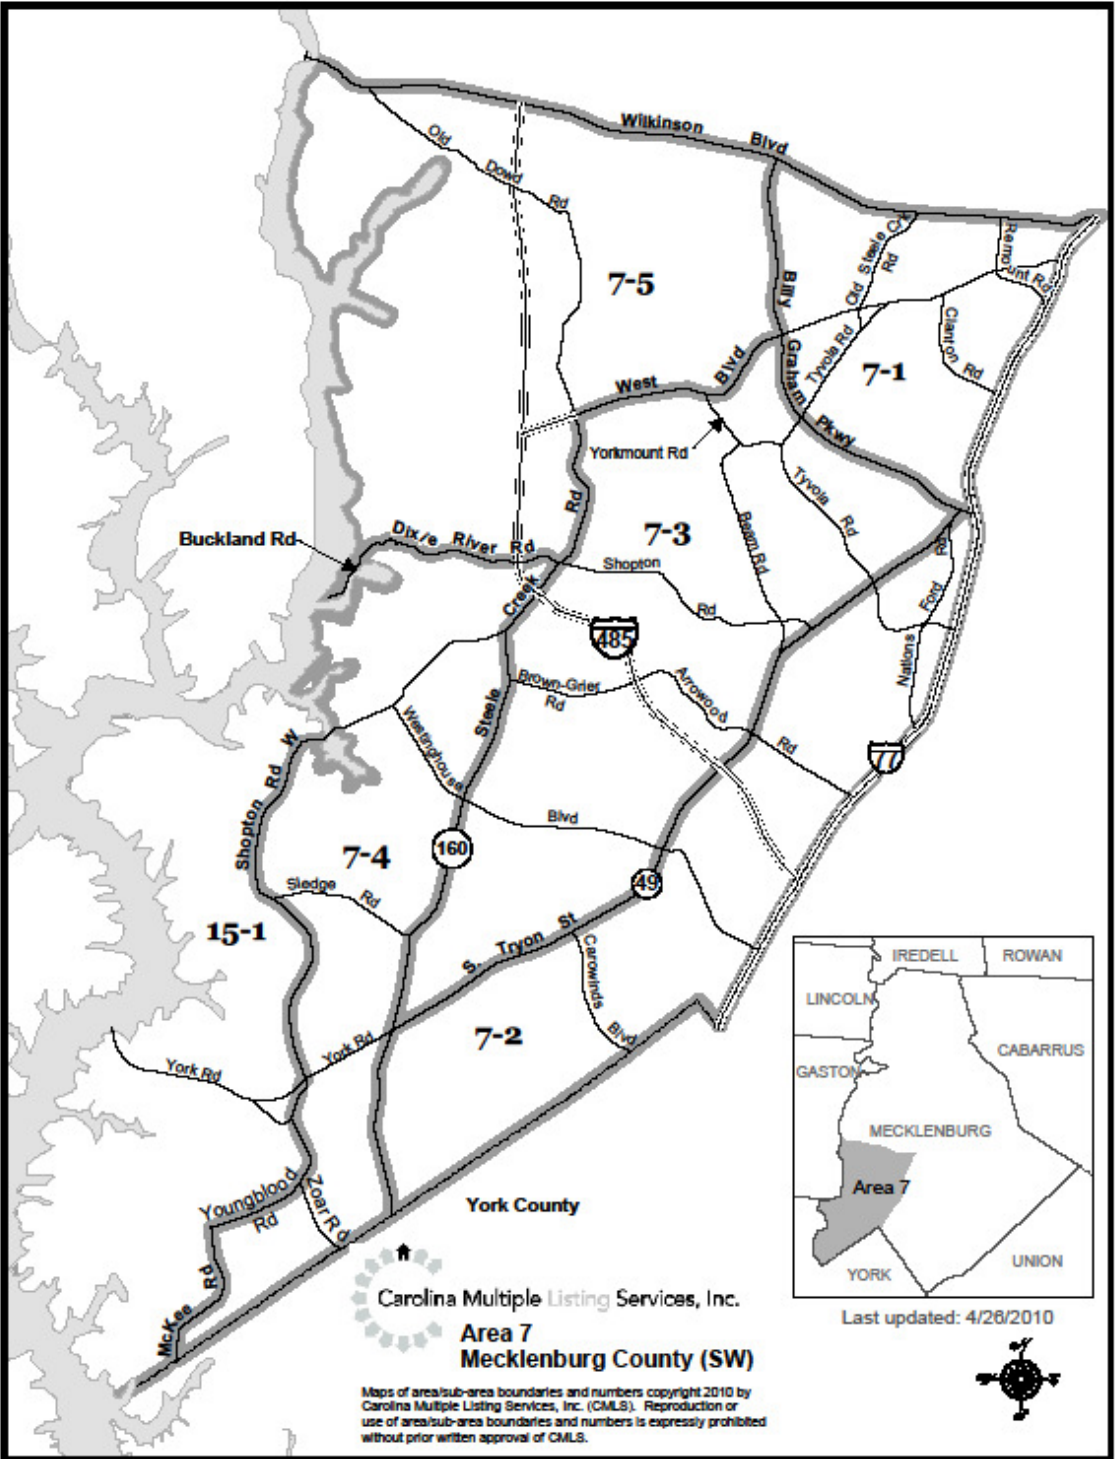 Wilkinson Blvd
Old Dowd Rd
Old Steele Crk Rd
Remount Rd
7-5
Billy Graham Pkwy
Clanton Rd
Tyvola Rd
7-1
West Blvd
Yorkmount Rd
Tyvola Rd
Rd
7-3
Beam Rd
Buckland Rd
Dixie River Rd
Shopton Rd
Creek
Rd
Ford
Nations
485
Steele
Brown-Grier Rd
Arrowood Rd
Westinghouse Blvd
77
Shopton Rd W
7-4
160
49
Sledge Rd
15-1
S. Tryon St
Carowinds Blvd
7-2
York Rd
York Rd
Youngblood Rd
Zoar Rd
McKee Rd
York County
IREDELL
ROWAN
LINCOLN
CABARRUS
GASTON
MECKLENBURG
Area 7
YORK
UNION
Last updated: 4/26/2010
Carolina Multiple Listing Services, Inc.
Area 7
Mecklenburg County (SW)
Maps of area/sub-area boundaries and numbers copyright 2010 by
Carolina Multiple Listing Services, Inc. (CMLS). Reproduction or
use of area/sub-area boundaries and numbers is expressly prohibited
without prior written approval of CMLS.